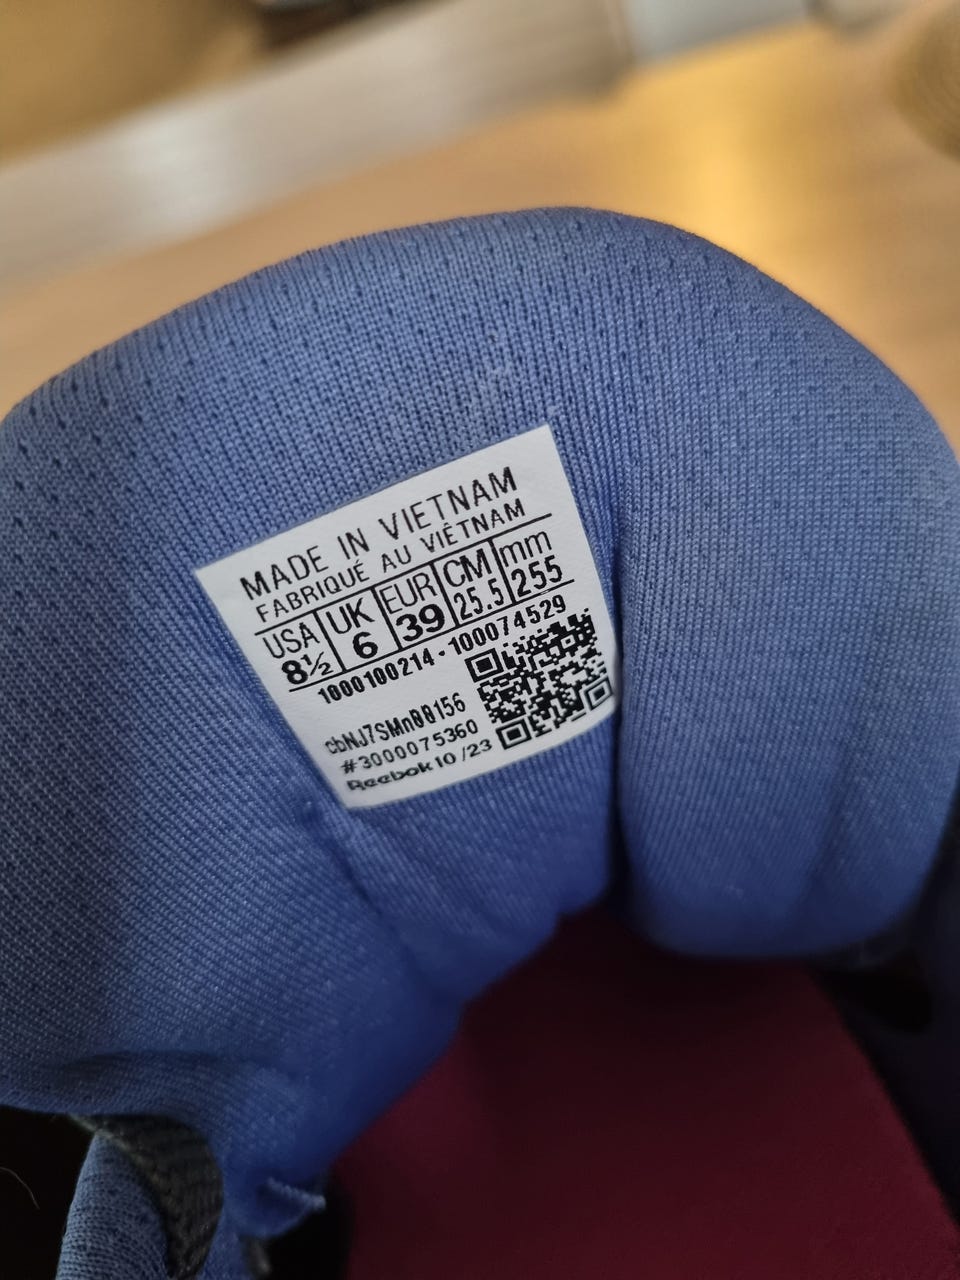 MADE IN VIETNAM
FABRIQUÉ AU VIÊTNAM
USA UK EUR CM mm
8½ 6 39 25.5 255
1000100214 - 100074529
cbNJ7SMn00156
#3000075360
Reebok 10 /23